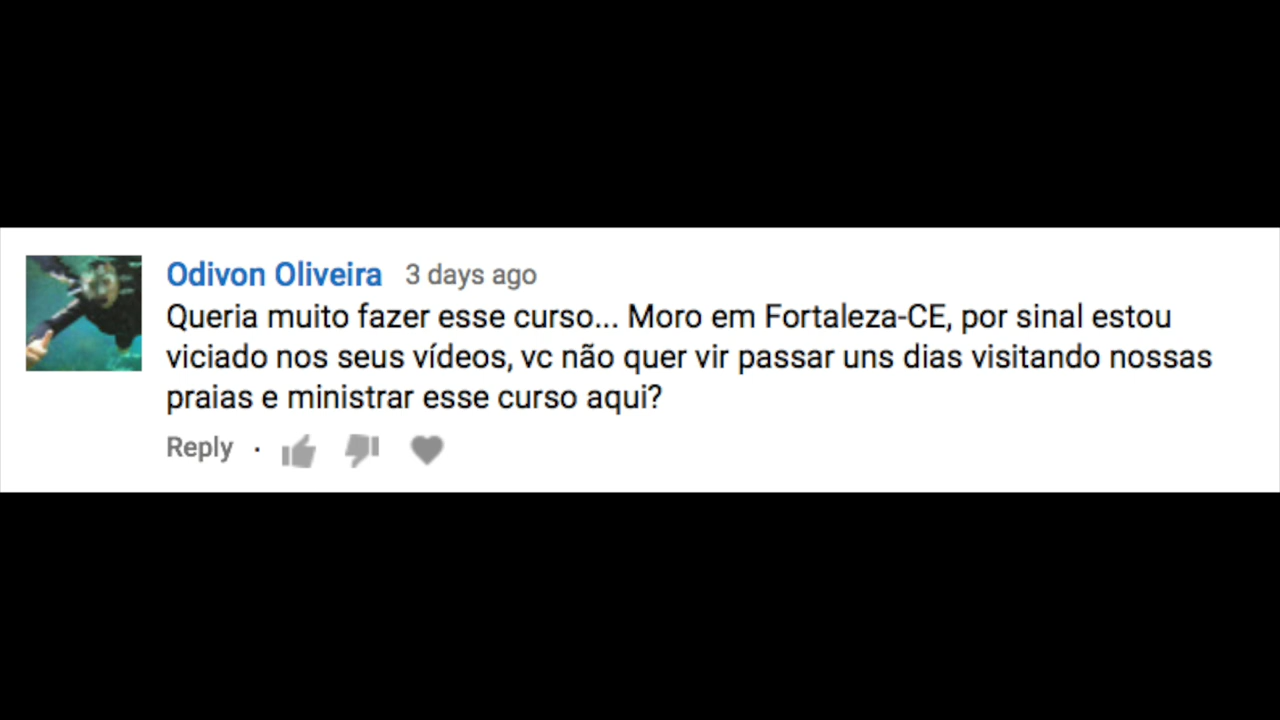 Odivon Oliveira 3 days ago
Queria muito fazer esse curso... Moro em Fortaleza-CE, por sinal estou
viciado nos seus vídeos, vc não quer vir passar uns dias visitando nossas
praias e ministrar esse curso aqui?
Reply ·